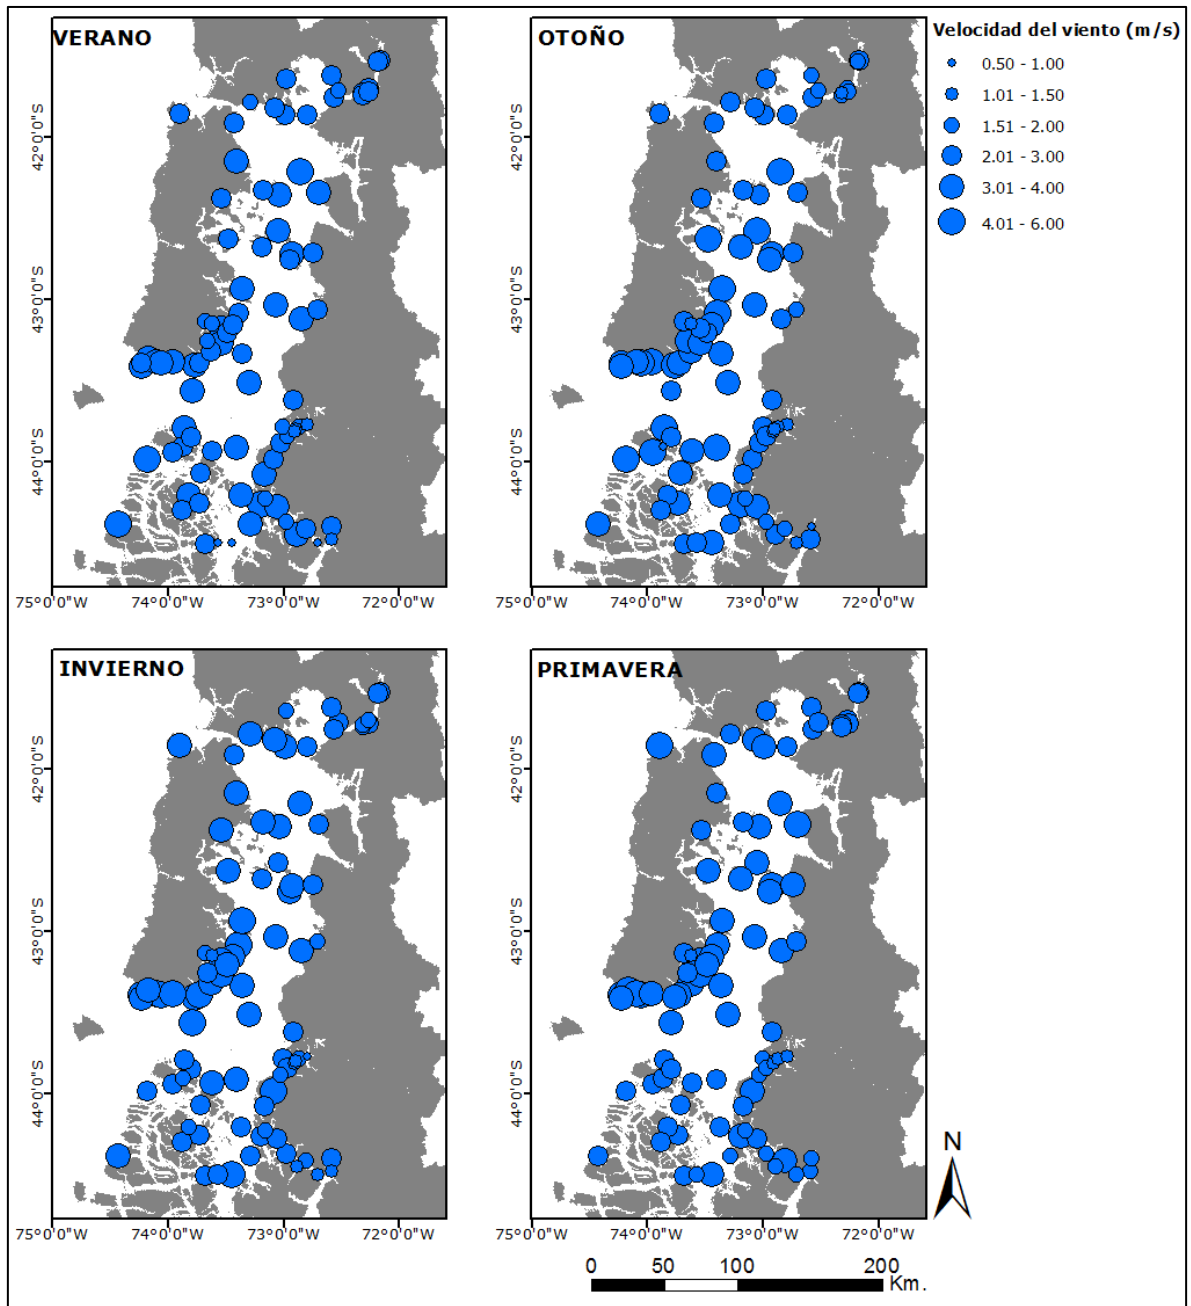 VERANO
OTOÑO
Velocidad del viento (m/s)
0.50 - 1.00
1.01 - 1.50
1.51 - 2.00
2.01 - 3.00
3.01 - 4.00
4.01 - 6.00
42°0'0"S
43°0'0"S
44°0'0"S
42°0'0"S
43°0'0"S
44°0'0"S
75°0'0"W 74°0'0"W 73°0'0"W 72°0'0"W
75°0'0"W 74°0'0"W 73°0'0"W 72°0'0"W
INVIERNO
PRIMAVERA
42°0'0"S
43°0'0"S
44°0'0"S
42°0'0"S
43°0'0"S
44°0'0"S
75°0'0"W 74°0'0"W 73°0'0"W 72°0'0"W
75°0'0"W 74°0'0"W 73°0'0"W 72°0'0"W
N
0 50 100 200
Km.